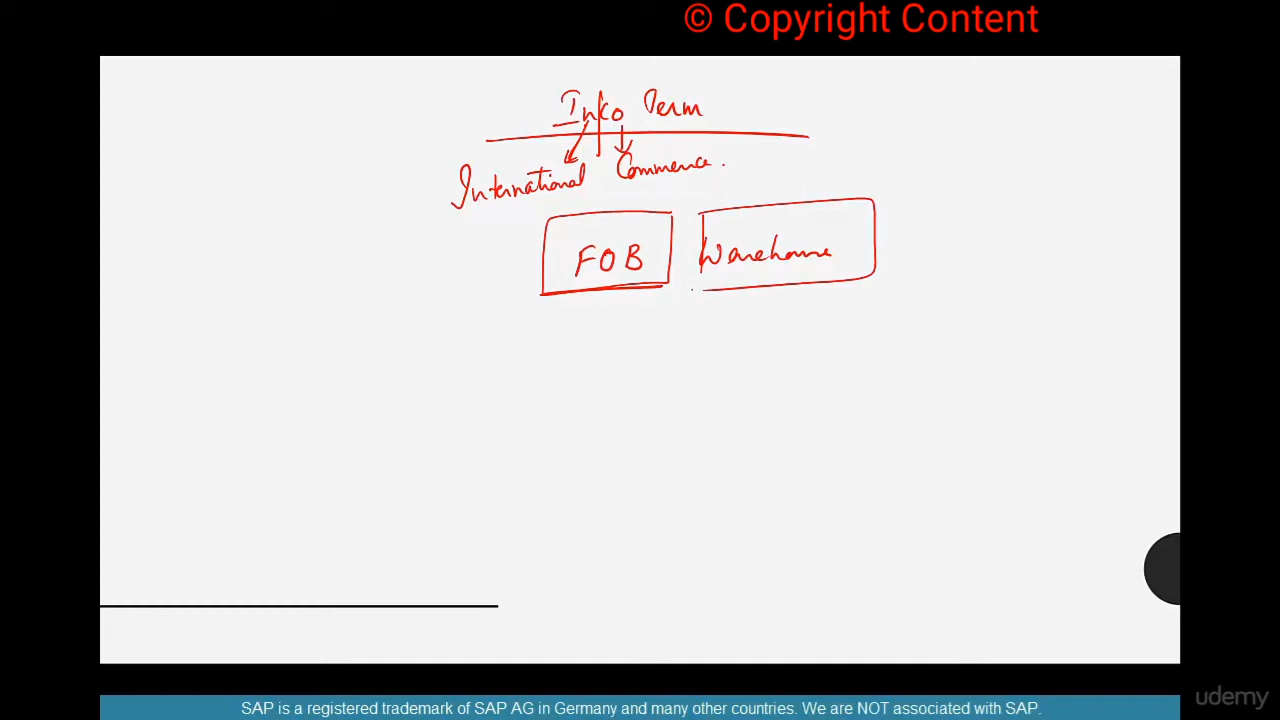 © Copyright Content
Inco Term
International Commerce.
FOB Warehouse
udemy
SAP is a registered trademark of SAP AG in Germany and many other countries. We are NOT associated with SAP.